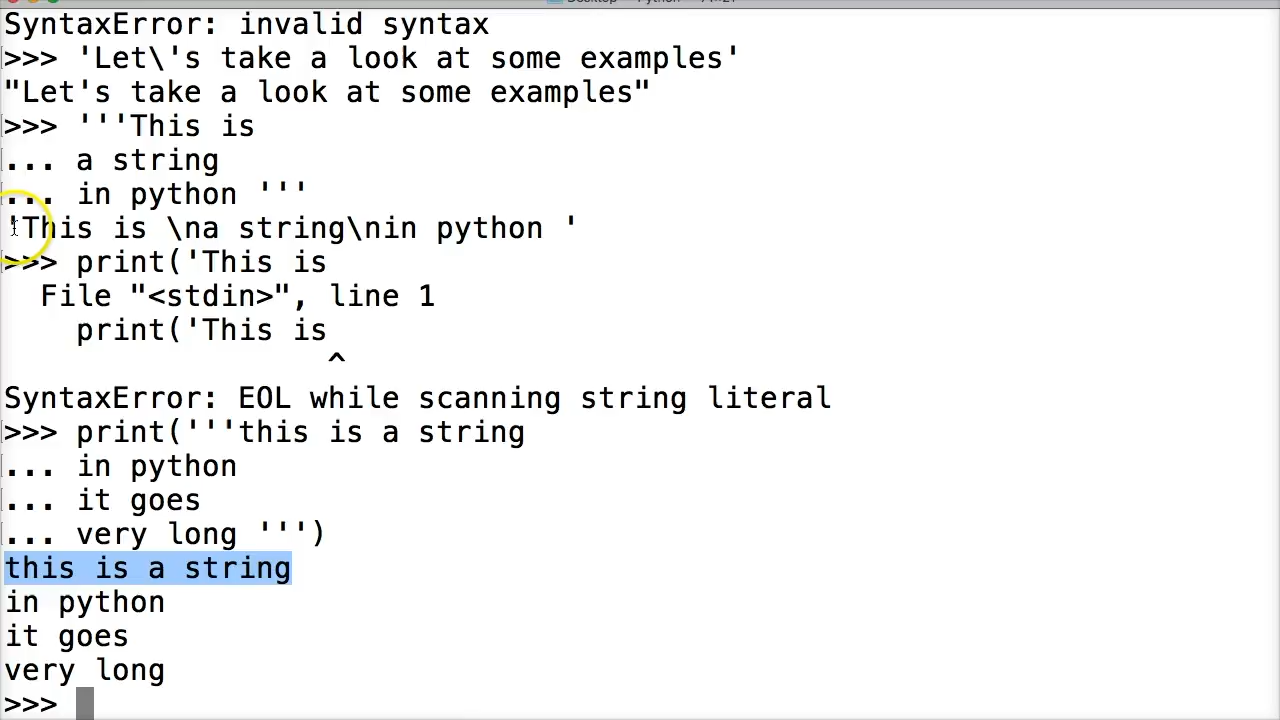 SyntaxError: invalid syntax
>>> 'Let\'s take a look at some examples'
"Let's take a look at some examples"
>>> '''This is
... a string
... in python '''
'This is \na string\nin python '
>>> print('This is
  File "<stdin>", line 1
    print('This is
                  ^
SyntaxError: EOL while scanning string literal
>>> print('''this is a string
... in python
... it goes
... very long ''')
this is a string
in python
it goes
very long
>>>